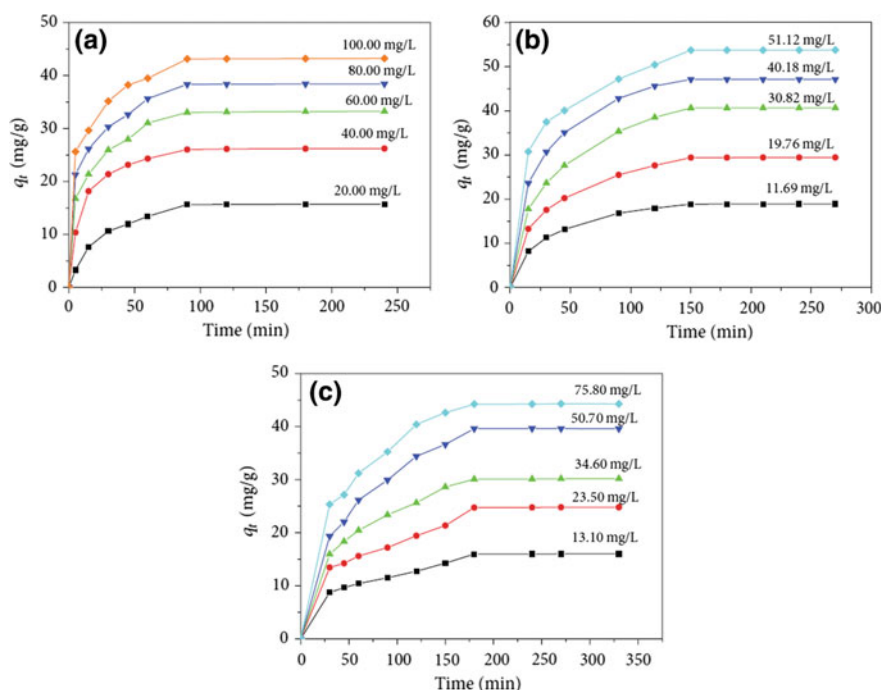 (a)
100.00 mg/L
80.00 mg/L
60.00 mg/L
40.00 mg/L
20.00 mg/L
50
40
30
20
10
0
qt (mg/g)
0 50 100 150 200 250
Time (min)
(b)
51.12 mg/L
40.18 mg/L
30.82 mg/L
19.76 mg/L
11.69 mg/L
60
50
40
30
20
10
0
qt (mg/g)
0 50 100 150 200 250 300
Time (min)
(c)
75.80 mg/L
50.70 mg/L
34.60 mg/L
23.50 mg/L
13.10 mg/L
50
40
30
20
10
0
qt (mg/g)
0 50 100 150 200 250 300 350
Time (min)